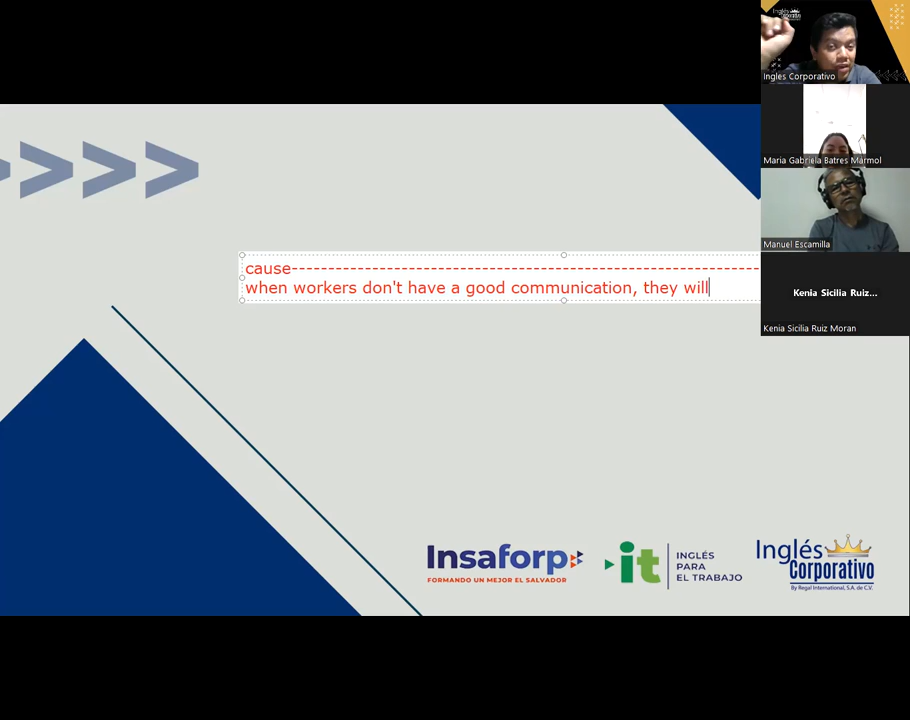 cause--------------------------------------------------------------
when workers don't have a good communication, they will
Insaforp
FORMANDO UN MEJOR EL SALVADOR
it
INGLÉS
PARA
EL TRABAJO
Inglés
Corporativo
By Regal International, S.A. de C.V.
Inglés
Corporativo
Ingles Corporativo
Maria Gabriela Batres Marmol
Manuel Escamilla
Kenia Sicilia Ruiz...
Kenia Sicilia Ruiz Moran